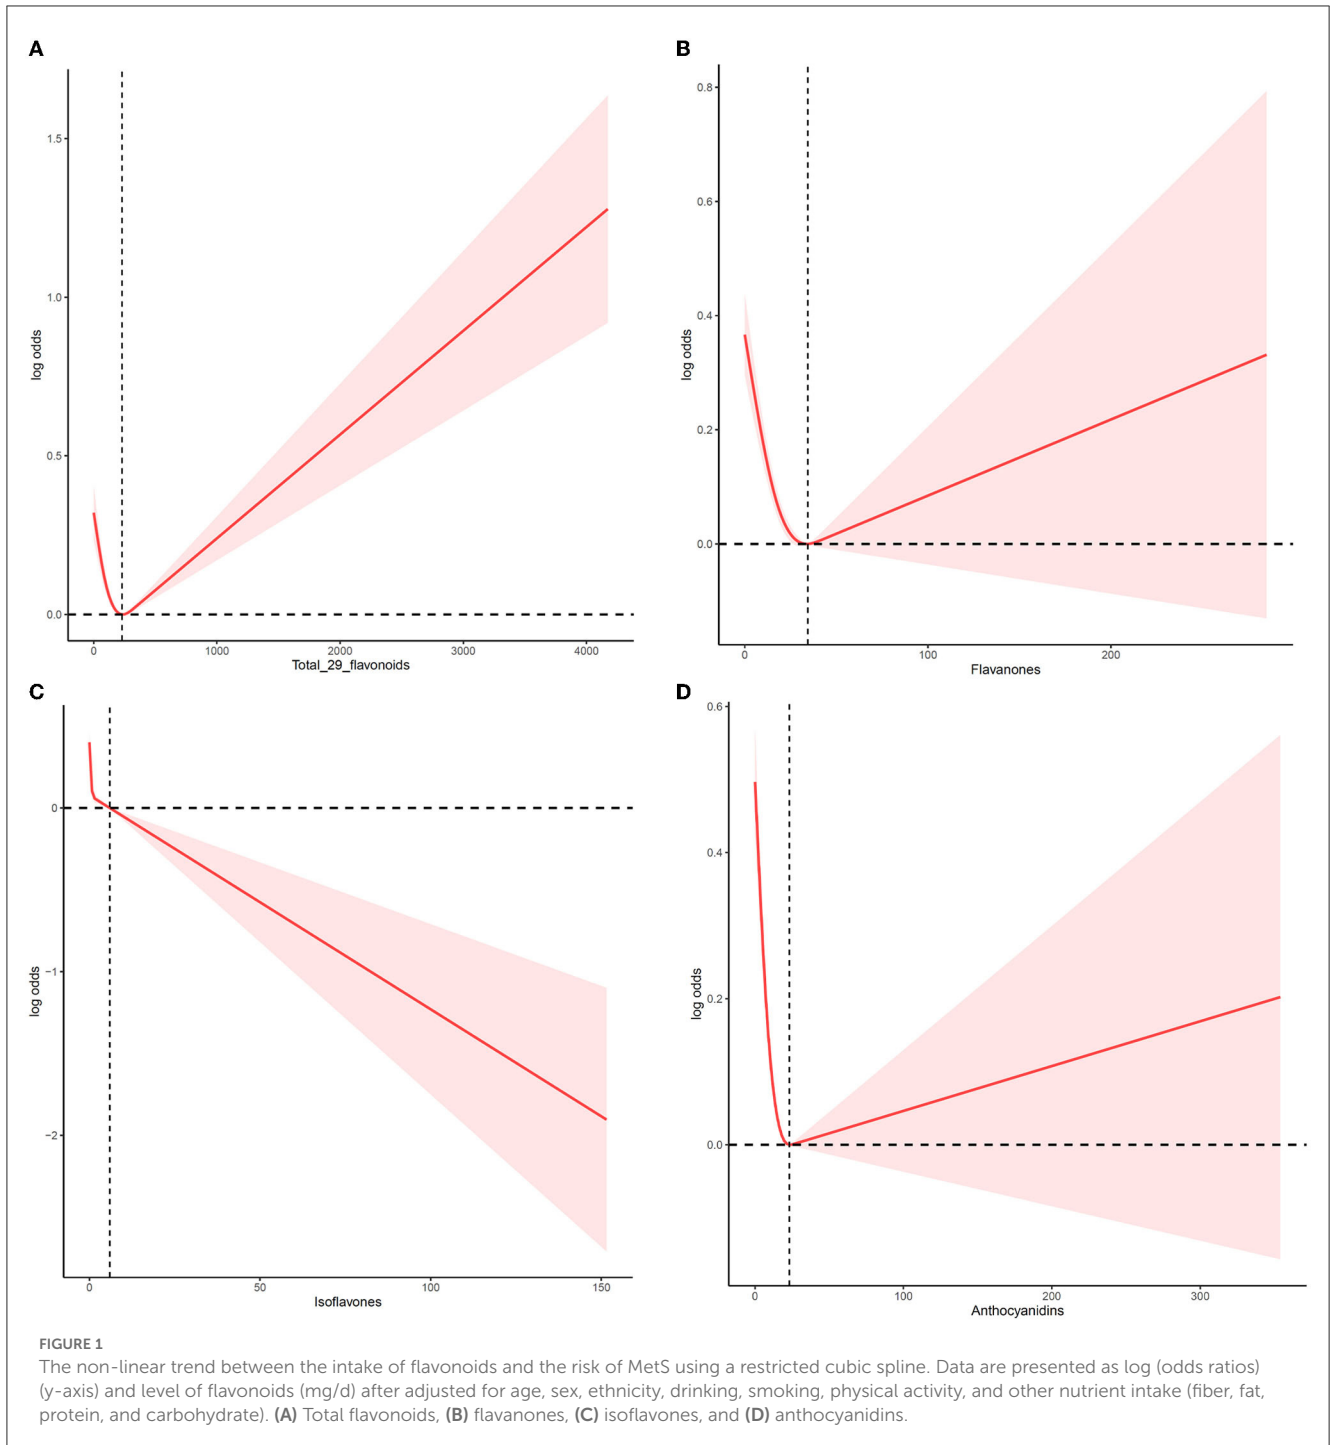 A
log odds
1.5
1.0
0.5
0.0
0 1000 2000 3000 4000
Total_29_flavonoids
B
log odds
0.8
0.6
0.4
0.2
0.0
0 100 200
Flavanones
C
log odds
0
−1
−2
0 50 100 150
Isoflavones
D
log odds
0.6
0.4
0.2
0.0
0 100 200 300
Anthocyanidins
FIGURE 1
The non-linear trend between the intake of flavonoids and the risk of MetS using a restricted cubic spline. Data are presented as log (odds ratios)
(y-axis) and level of flavonoids (mg/d) after adjusted for age, sex, ethnicity, drinking, smoking, physical activity, and other nutrient intake (fiber, fat,
protein, and carbohydrate). (A) Total flavonoids, (B) flavanones, (C) isoflavones, and (D) anthocyanidins.